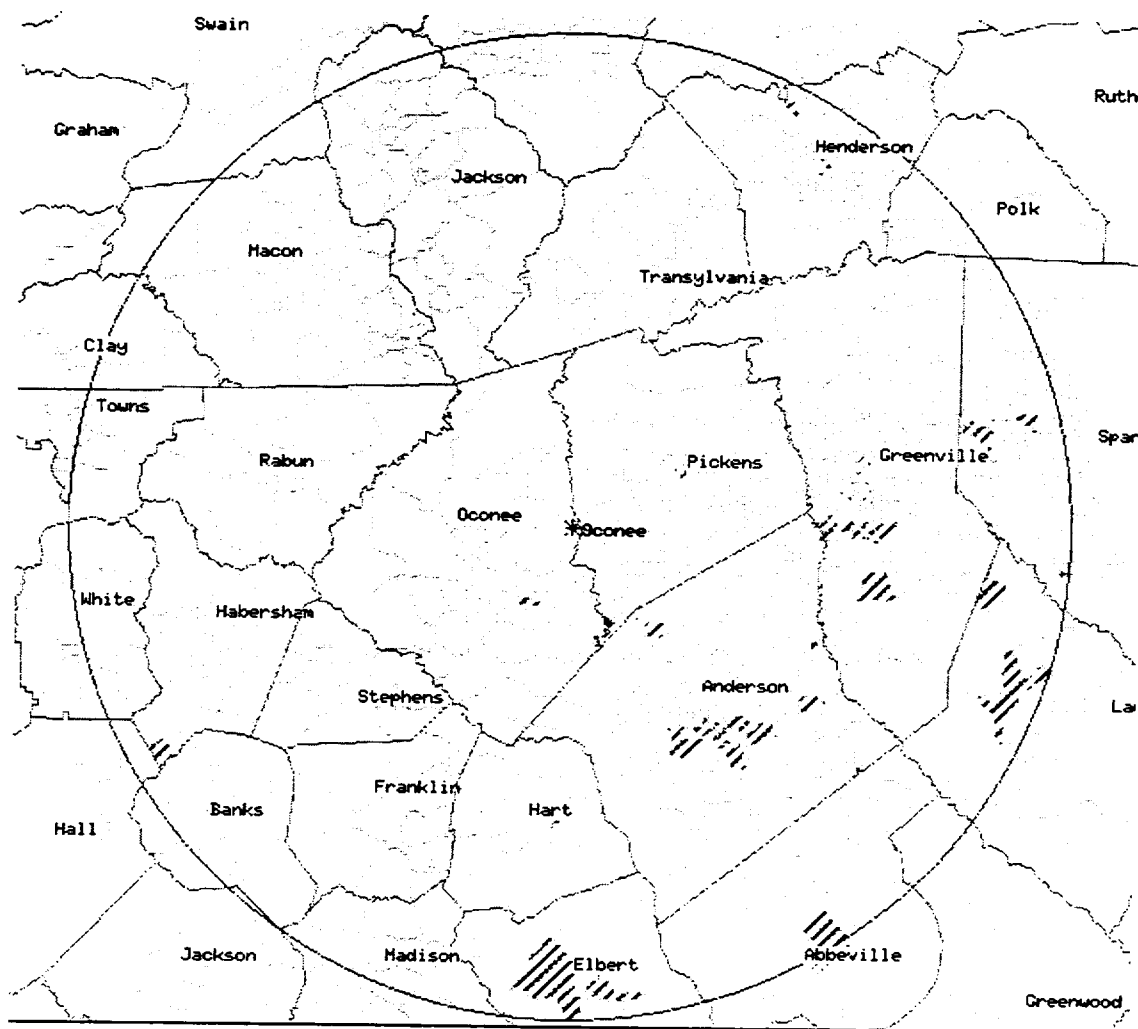 Swain
Ruth
Graham
Henderson
Jackson
Polk
Macon
Transylvania
Clay
Towns
Spar
Greenville
Rabun
Pickens
Oconee
Oconee
White
Habersham
Anderson
Stephens
La
Franklin
Banks
Hart
Hall
Jackson
Madison
Abbeville
Elbert
Greenwood